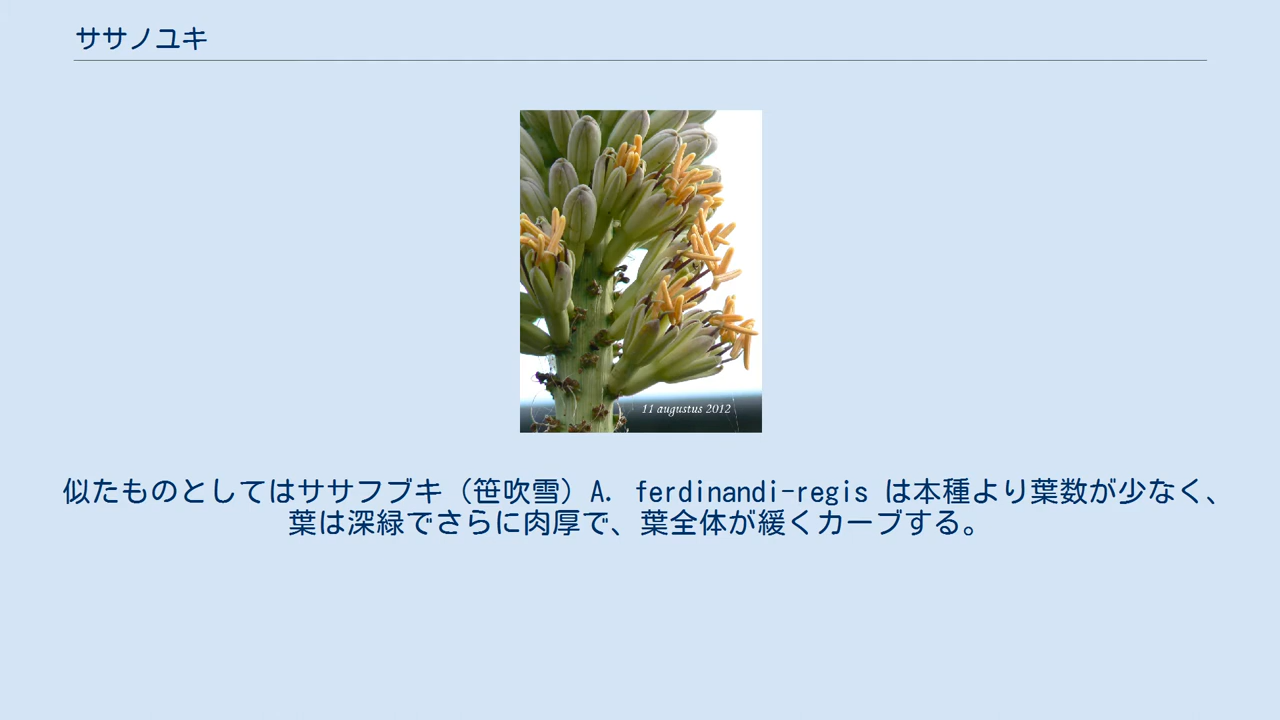 ササノユキ
11 augustus 2012
似たものとしてはササフブキ（笹吹雪）A. ferdinandi-regis は本種より葉数が少なく、
葉は深緑でさらに肉厚で、葉全体が緩くカーブする。